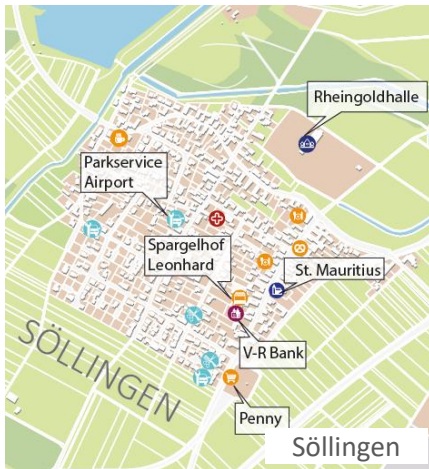 Rheingoldhalle
Parkservice
Airport
Spargelhof
Leonhard
St. Mauritius
SÖLLINGEN
V-R Bank
Penny
Söllingen